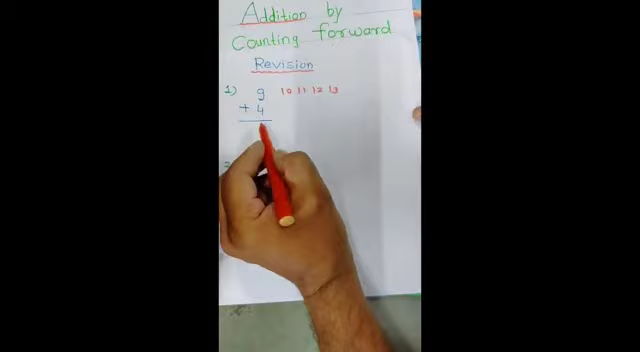 Addition by
Counting forward
Revision
1) 9 10 11 12 13
+ 4